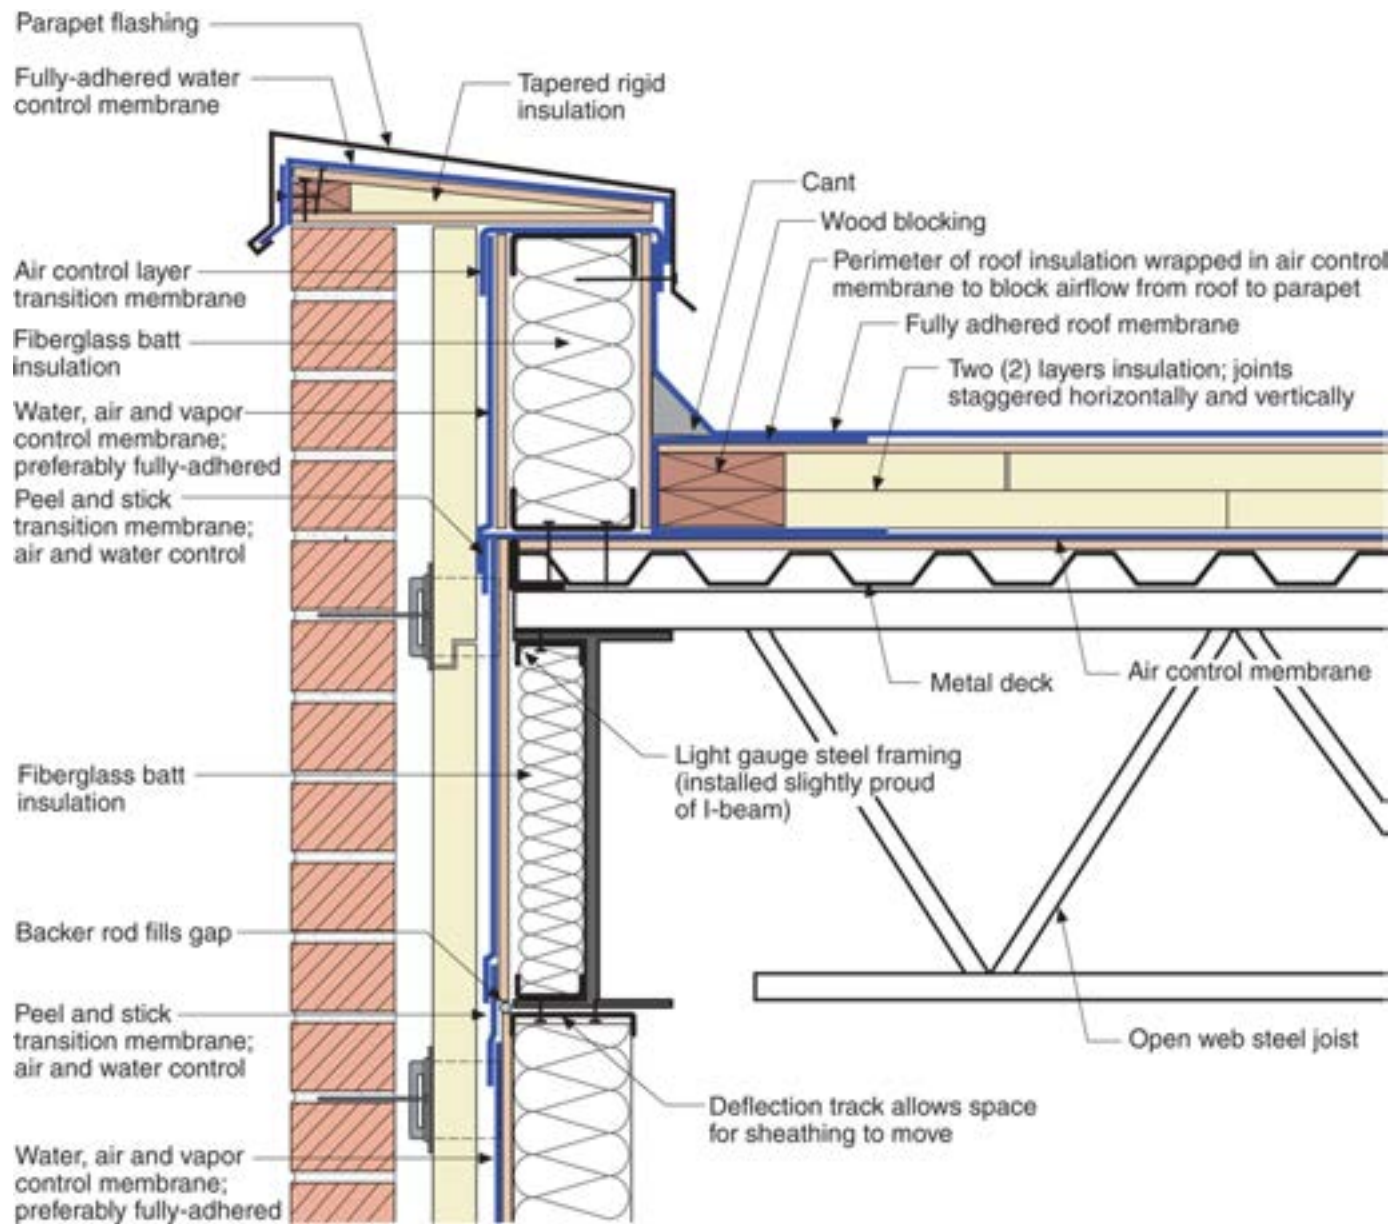 Parapet flashing
Fully-adhered water
control membrane
Tapered rigid
insulation
Cant
Wood blocking
Perimeter of roof insulation wrapped in air control
membrane to block airflow from roof to parapet
Fully adhered roof membrane
Two (2) layers insulation; joints
staggered horizontally and vertically
Air control layer
transition membrane
Fiberglass batt
insulation
Water, air and vapor
control membrane;
preferably fully-adhered
Peel and stick
transition membrane;
air and water control
Metal deck
Air control membrane
Light gauge steel framing
(installed slightly proud
of I-beam)
Fiberglass batt
insulation
Backer rod fills gap
Peel and stick
transition membrane;
air and water control
Open web steel joist
Deflection track allows space
for sheathing to move
Water, air and vapor
control membrane;
preferably fully-adhered